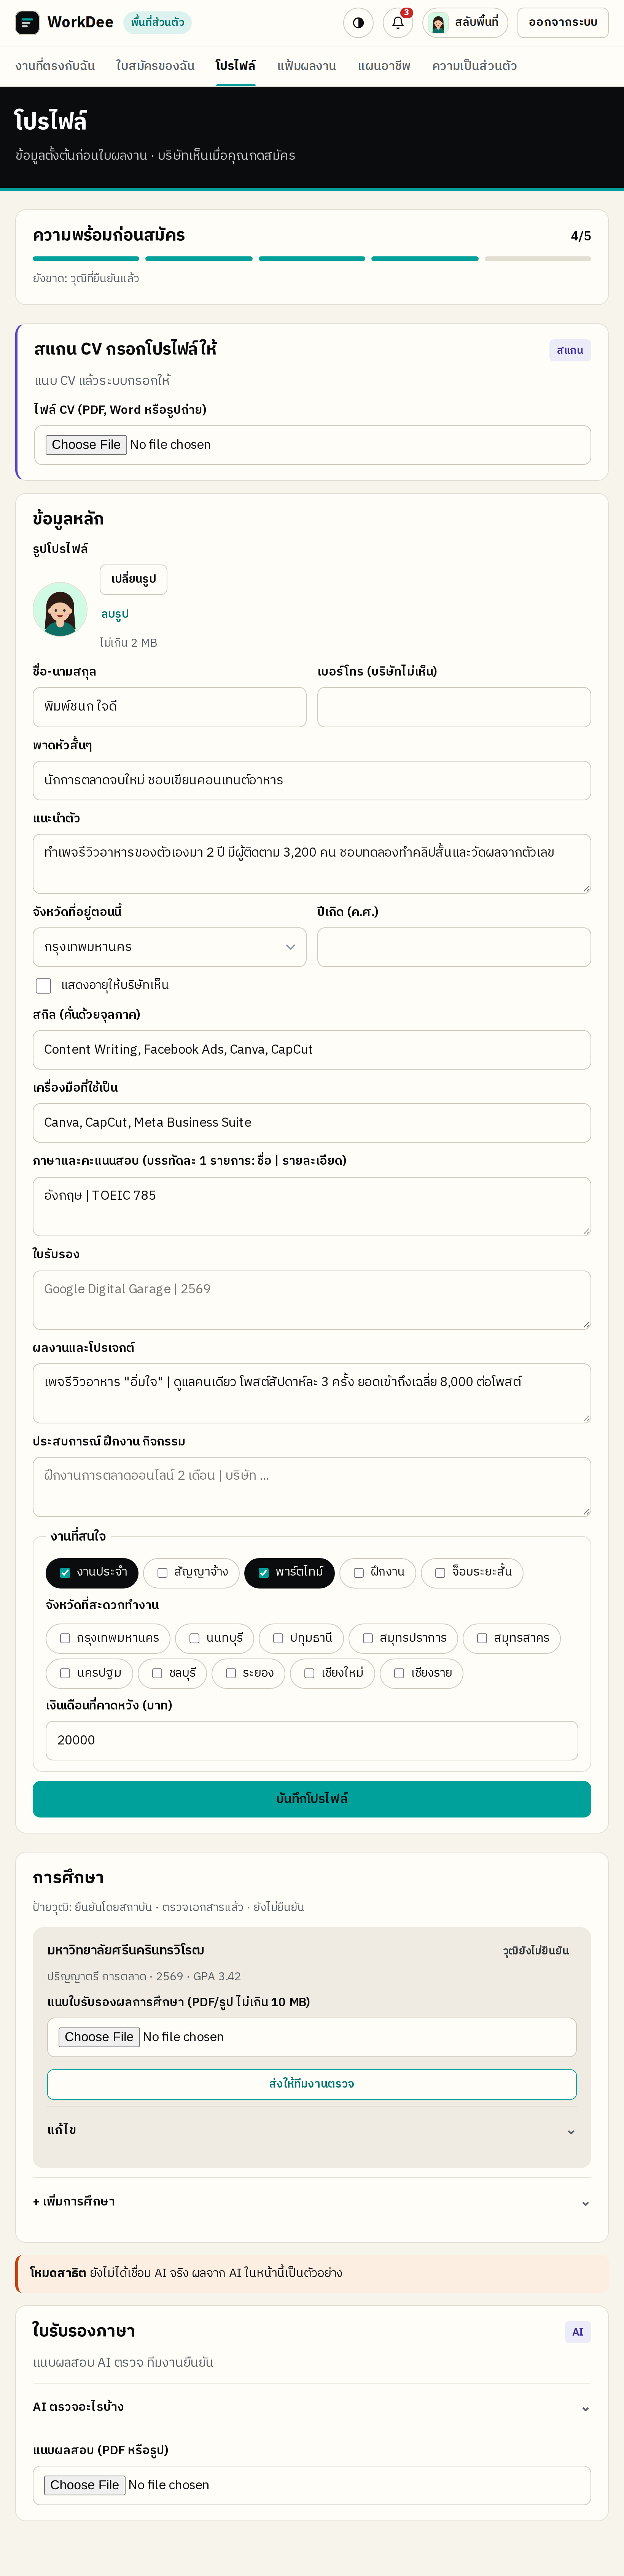 WorkDee พื้นที่ส่วนตัว 3 สลับพื้นที่ ออกจากระบบ
งานที่ตรงกับฉัน ใบสมัครของฉัน โปรไฟล์ แฟ้มผลงาน แผนอาชีพ ความเป็นส่วนตัว
โปรไฟล์
ข้อมูลตั้งต้นก่อนใบผลงาน · บริษัทเห็นเมื่อคุณกดสมัคร
ความพร้อมก่อนสมัคร 4/5
ยังขาด: วุฒิที่ยืนยันแล้ว
สแกน CV กรอกโปรไฟล์ให้ สแกน
แนบ CV แล้วระบบกรอกให้
ไฟล์ CV (PDF, Word หรือรูปถ่าย)
Choose File No file chosen
ข้อมูลหลัก
รูปโปรไฟล์
เปลี่ยนรูป
ลบรูป
ไม่เกิน 2 MB
ชื่อ-นามสกุล เบอร์โทร (บริษัทไม่เห็น)
พิมพ์ชนก ใจดี
พาดหัวสั้นๆ
นักการตลาดจบใหม่ ชอบเขียนคอนเทนต์อาหาร
แนะนำตัว
ทำเพจรีวิวอาหารของตัวเองมา 2 ปี มีผู้ติดตาม 3,200 คน ชอบทดลองทำคลิปสั้นและวัดผลจากตัวเลข
จังหวัดที่อยู่ตอนนี้ ปีเกิด (ค.ศ.)
กรุงเทพมหานคร
แสดงอายุให้บริษัทเห็น
สกิล (คั่นด้วยจุลภาค)
Content Writing, Facebook Ads, Canva, CapCut
เครื่องมือที่ใช้เป็น
Canva, CapCut, Meta Business Suite
ภาษาและคะแนนสอบ (บรรทัดละ 1 รายการ: ชื่อ | รายละเอียด)
อังกฤษ | TOEIC 785
ใบรับรอง
Google Digital Garage | 2569
ผลงานและโปรเจกต์
เพจรีวิวอาหาร "อิ่มใจ" | ดูแลคนเดียว โพสต์สัปดาห์ละ 3 ครั้ง ยอดเข้าถึงเฉลี่ย 8,000 ต่อโพสต์
ประสบการณ์ ฝึกงาน กิจกรรม
ฝึกงานการตลาดออนไลน์ 2 เดือน | บริษัท ...
งานที่สนใจ
งานประจำ สัญญาจ้าง พาร์ตไทม์ ฝึกงาน จ็อบระยะสั้น
จังหวัดที่สะดวกทำงาน
กรุงเทพมหานคร นนทบุรี ปทุมธานี สมุทรปราการ สมุทรสาคร
นครปฐม ชลบุรี ระยอง เชียงใหม่ เชียงราย
เงินเดือนที่คาดหวัง (บาท)
20000
บันทึกโปรไฟล์
การศึกษา
ป้ายวุฒิ: ยืนยันโดยสถาบัน · ตรวจเอกสารแล้ว · ยังไม่ยืนยัน
มหาวิทยาลัยศรีนครินทรวิโรฒ วุฒิยังไม่ยืนยัน
ปริญญาตรี การตลาด · 2569 · GPA 3.42
แนบใบรับรองผลการศึกษา (PDF/รูป ไม่เกิน 10 MB)
Choose File No file chosen
ส่งให้ทีมงานตรวจ
แก้ไข
+ เพิ่มการศึกษา
โหมดสาธิต ยังไม่ได้เชื่อม AI จริง ผลจาก AI ในหน้านี้เป็นตัวอย่าง
ใบรับรองภาษา AI
แนบผลสอบ AI ตรวจ ทีมงานยืนยัน
AI ตรวจอะไรบ้าง
แนบผลสอบ (PDF หรือรูป)
Choose File No file chosen